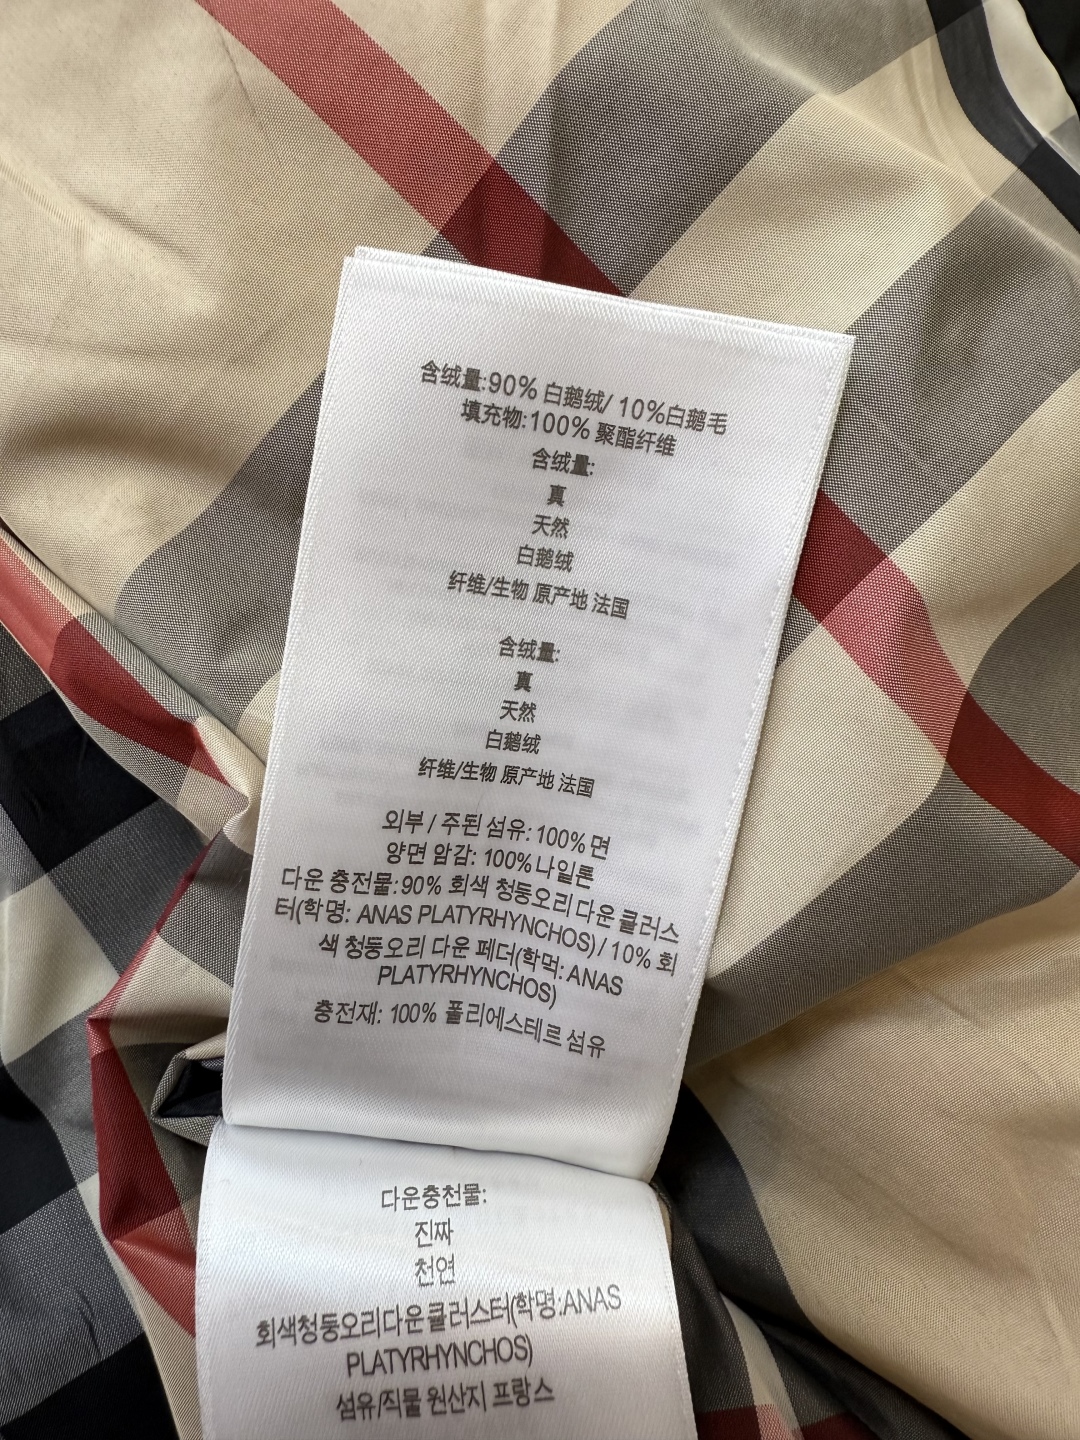 含绒量:90% 白鹅绒/ 10%白鹅毛
填充物:100% 聚酯纤维
含绒量:
真
天然
白鹅绒
纤维/生物 原产地 法国
含绒量:
真
天然
白鹅绒
纤维/生物 原产地 法国
외부 / 주된 섬유: 100% 면
양면 암감: 100% 나일론
다운 충전물:90% 회색 청둥오리 다운 클러스
터(학명: ANAS PLATYRHYNCHOS) / 10% 회
색 청둥오리 다운 페더(학먹: ANAS
PLATYRHYNCHOS)
충전재: 100% 폴리에스테르 섬유
다운충천물:
진짜
천연
회색청둥오리다운클러스터(학명:ANAS
PLATYRHYNCHOS)
섬유/직물 원산지 프랑스